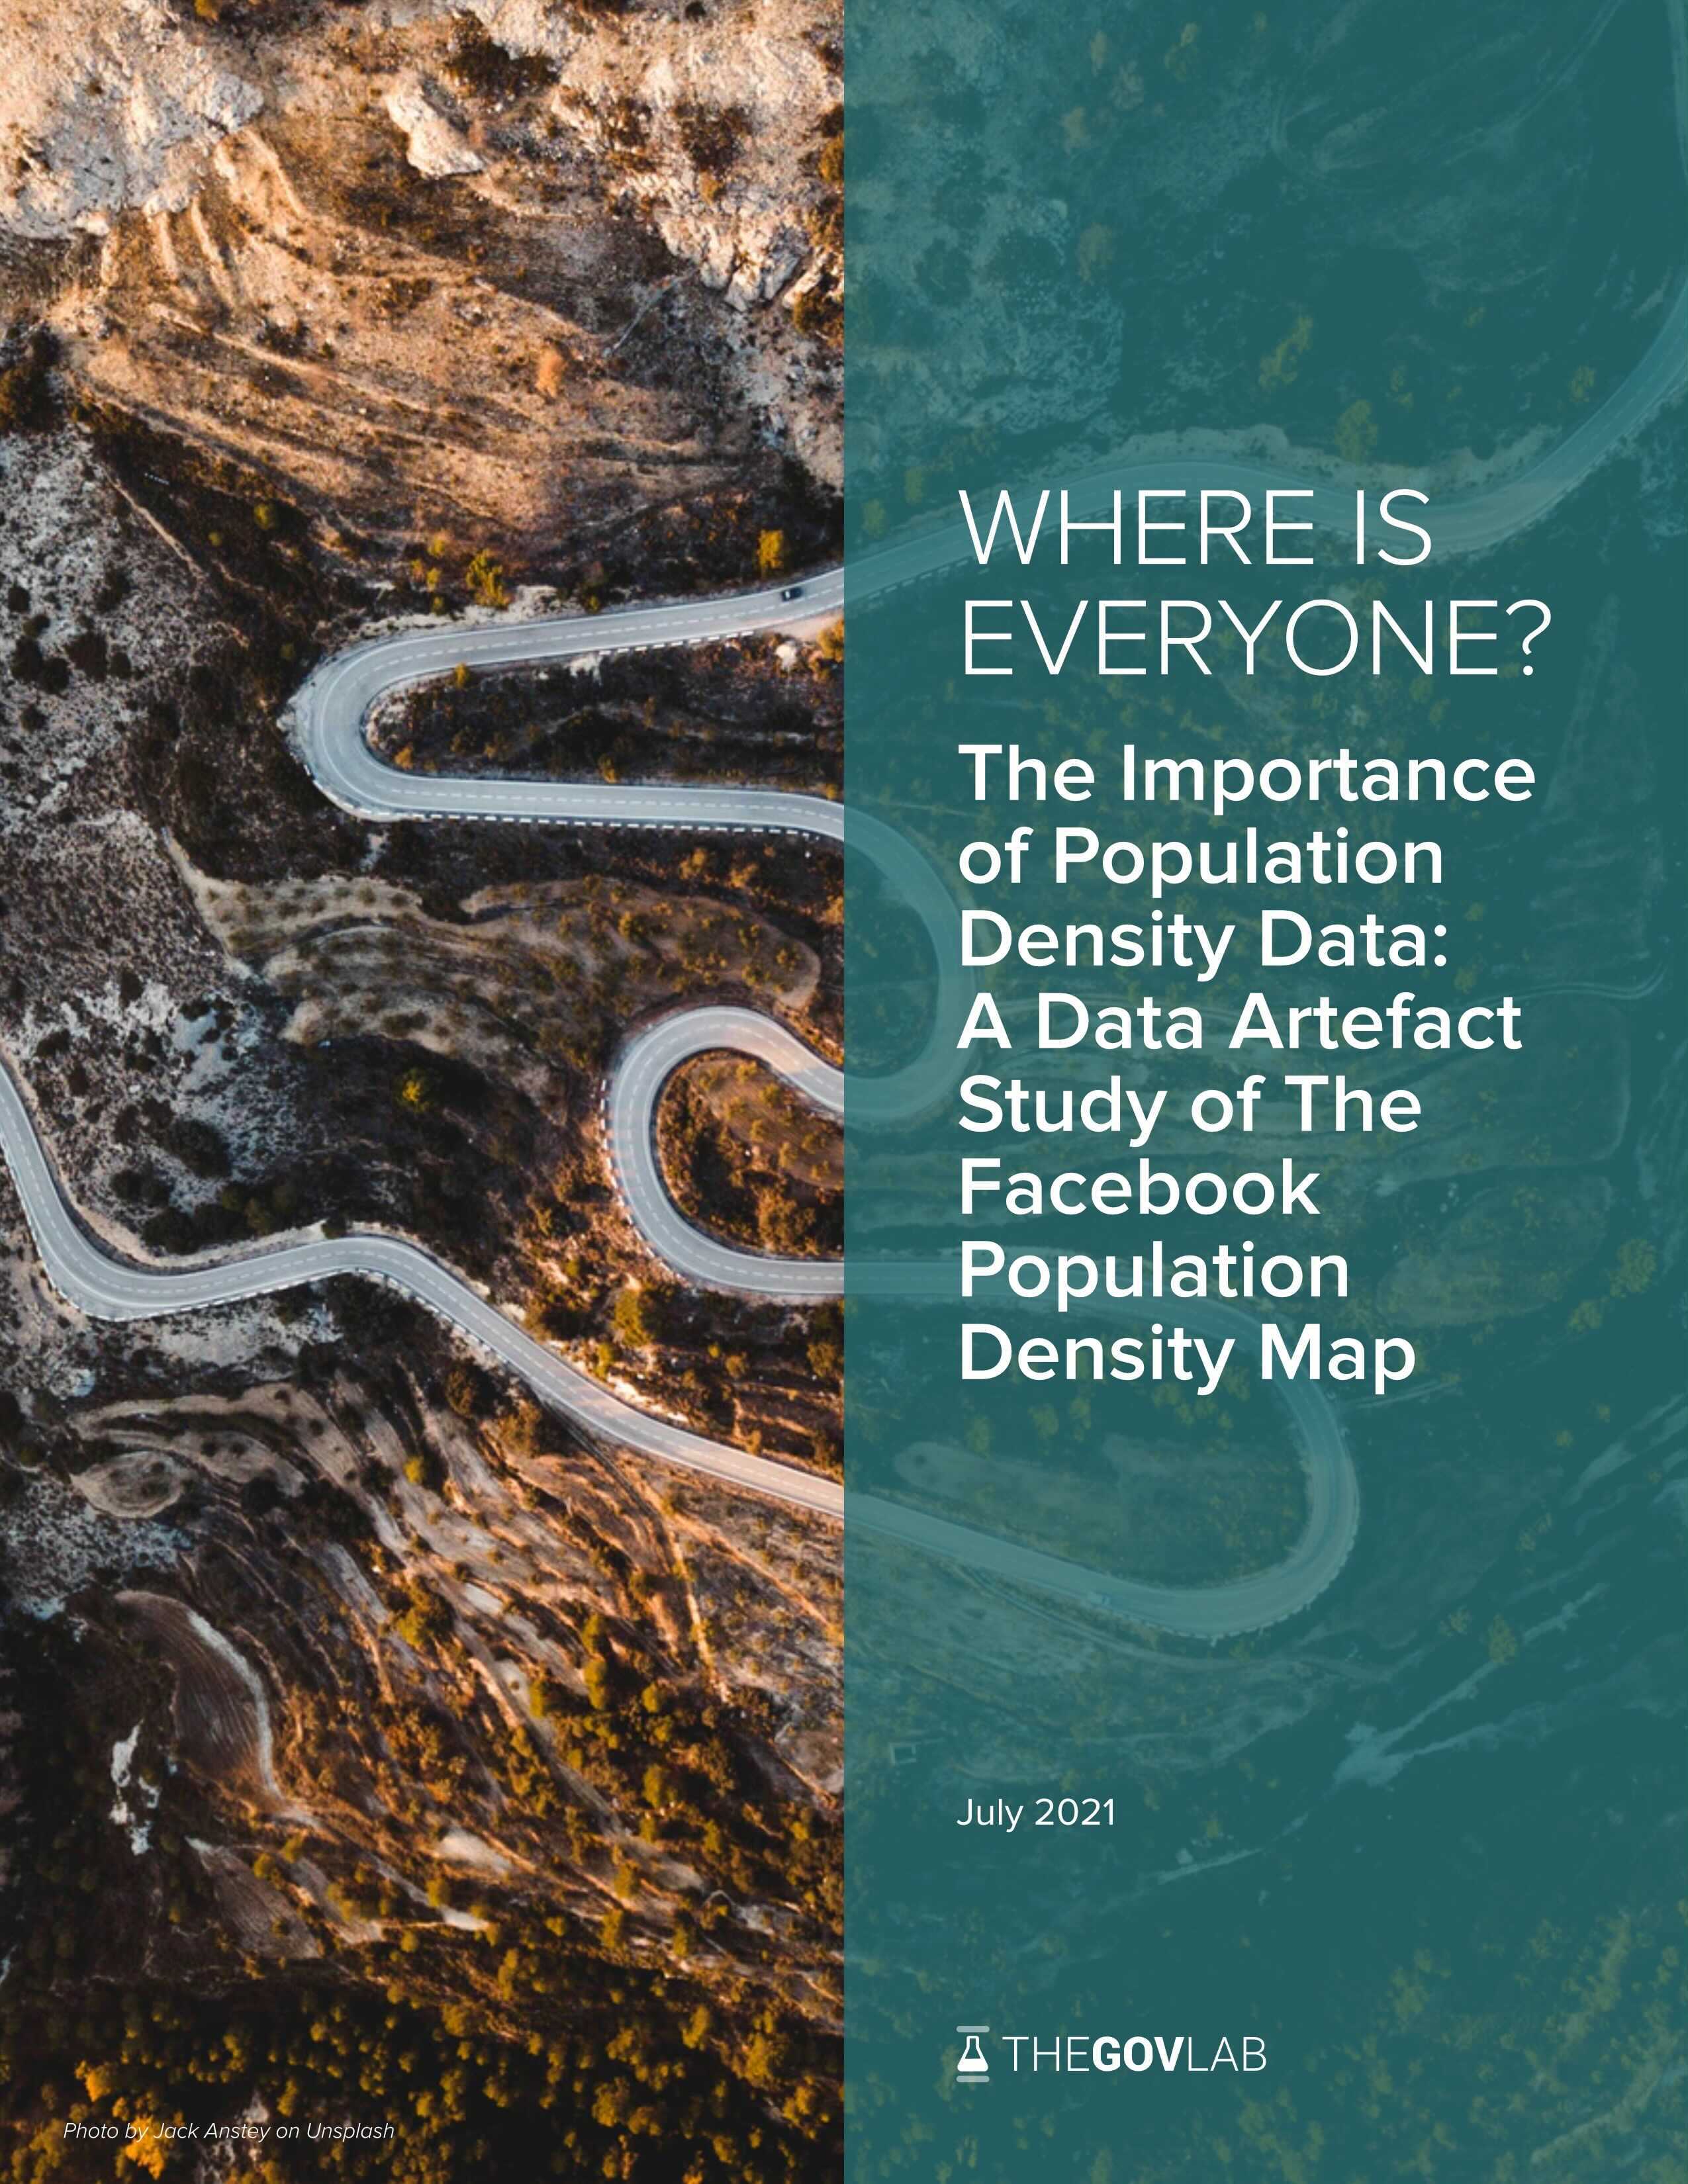 WHERE IS
EVERYONE?
The Importance
of Population
Density Data:
A Data Artefact
Study of The
Facebook
Population
Density Map
July 2021
THEGOVLAB
Photo by Jack Anstey on Unsplash